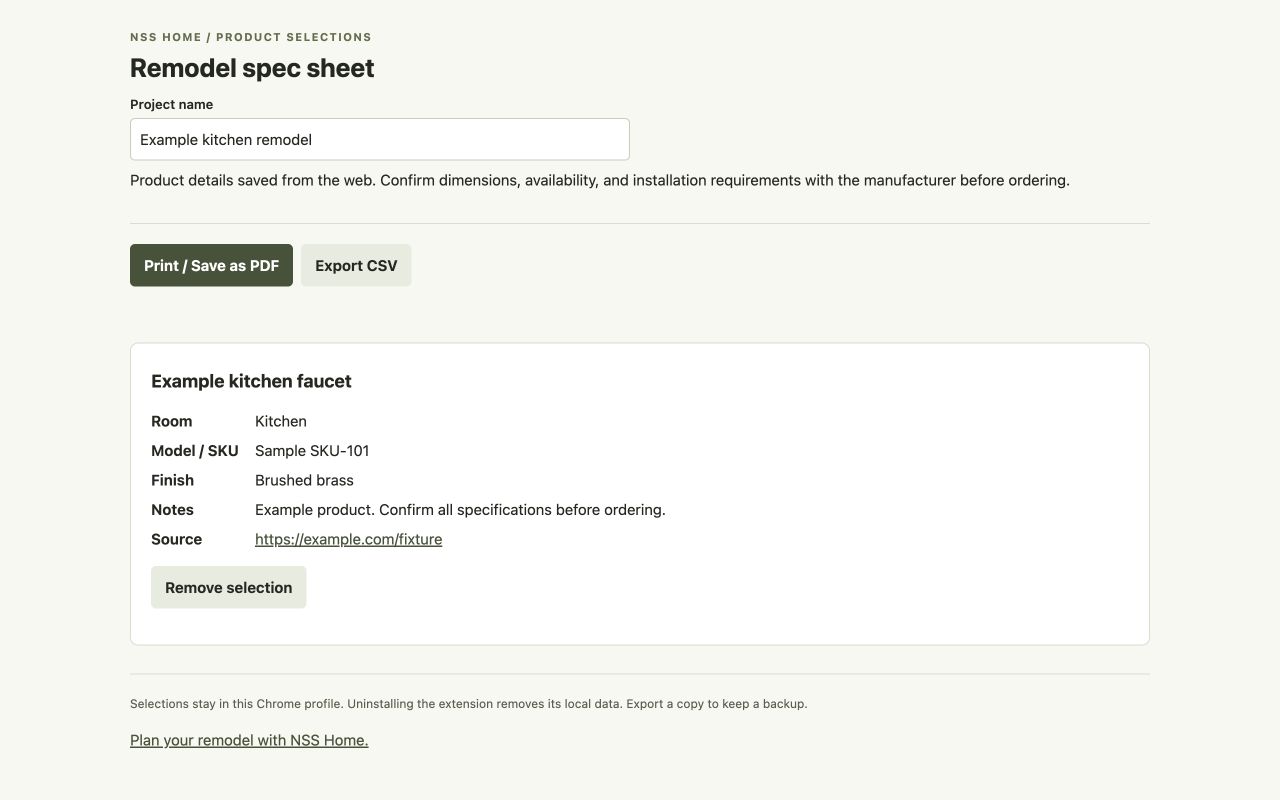 NSS HOME / PRODUCT SELECTIONS
Remodel spec sheet
Project name
Example kitchen remodel
Product details saved from the web. Confirm dimensions, availability, and installation requirements with the manufacturer before ordering.
Print / Save as PDF Export CSV
Example kitchen faucet
Room Kitchen
Model / SKU Sample SKU-101
Finish Brushed brass
Notes Example product. Confirm all specifications before ordering.
Source https://example.com/fixture
Remove selection
Selections stay in this Chrome profile. Uninstalling the extension removes its local data. Export a copy to keep a backup.
Plan your remodel with NSS Home.